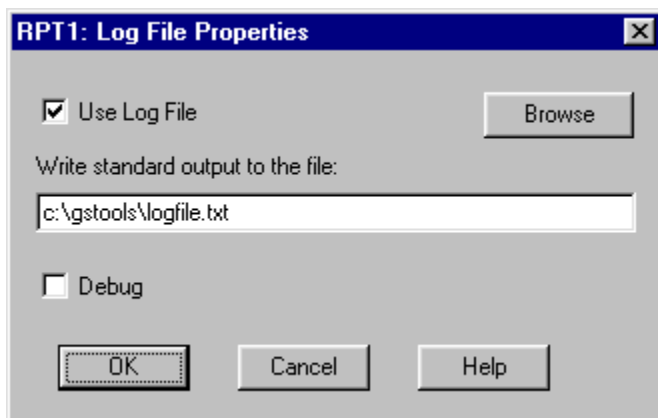 RPT1: Log File Properties
Use Log File
Browse
Write standard output to the file:
c:\gstools\logfile.txt
Debug
OK Cancel Help